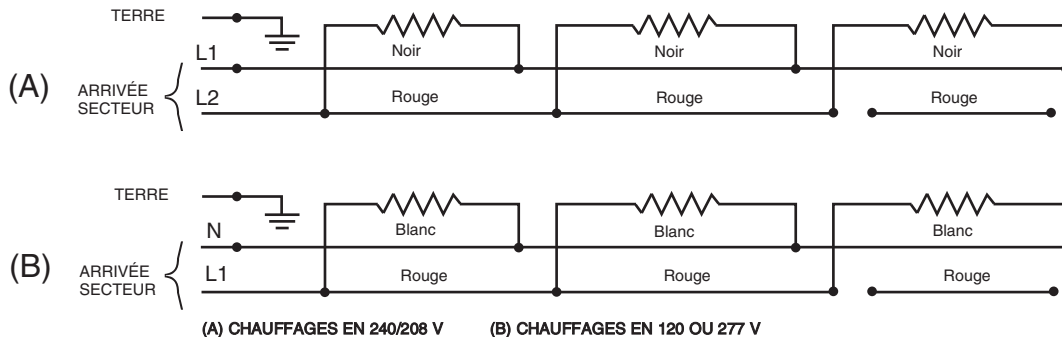 TERRE
Noir Noir Noir
L1
(A) ARRIVÉE
SECTEUR
L2 Rouge Rouge Rouge
TERRE
Blanc Blanc Blanc
N
(B) ARRIVÉE
SECTEUR
L1 Rouge Rouge Rouge
(A) CHAUFFAGES EN 240/208 V (B) CHAUFFAGES EN 120 OU 277 V